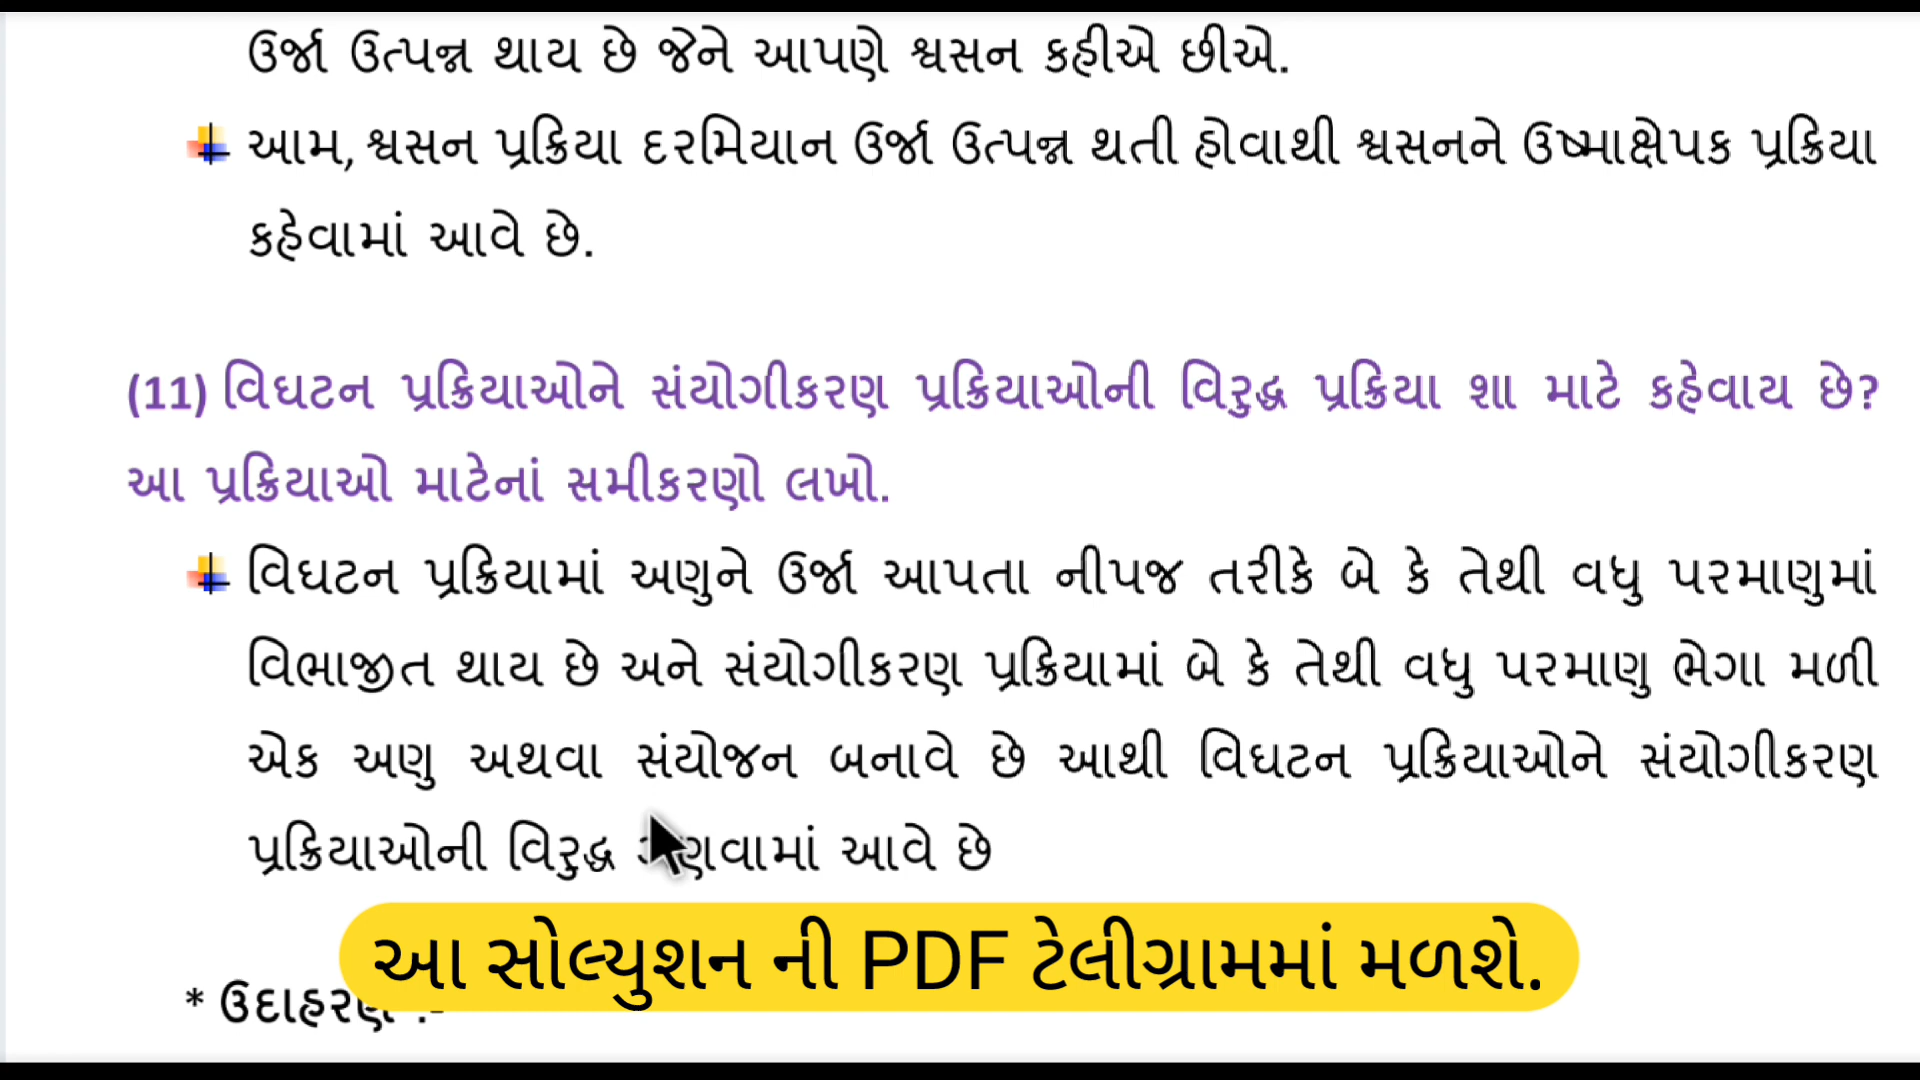 ઉર્જા ઉત્પન્ન થાય છે જેને આપણે શ્વસન કહીએ છીએ.
આમ, શ્વસન પ્રક્રિયા દરમિયાન ઉર્જા ઉત્પન્ન થતી હોવાથી શ્વસનને ઉષ્માક્ષેપક પ્રક્રિયા
કહેવામાં આવે છે.
(11) વિઘટન પ્રક્રિયાઓને સંયોગીકરણ પ્રક્રિયાઓની વિરુદ્ધ પ્રક્રિયા શા માટે કહેવાય છે?
આ પ્રક્રિયાઓ માટેનાં સમીકરણો લખો.
વિઘટન પ્રક્રિયામાં અણુને ઉર્જા આપતા નીપજ તરીકે બે કે તેથી વધુ પરમાણુમાં
વિભાજીત થાય છે અને સંયોગીકરણ પ્રક્રિયામાં બે કે તેથી વધુ પરમાણુ ભેગા મળી
એક અણુ અથવા સંયોજન બનાવે છે આથી વિઘટન પ્રક્રિયાઓને સંયોગીકરણ
પ્રક્રિયાઓની વિરુદ્ધ આવે છે
આ સોલ્યુશન ની PDF ટેલીગ્રામમાં મળશે.
* ઉદાહરણ :-